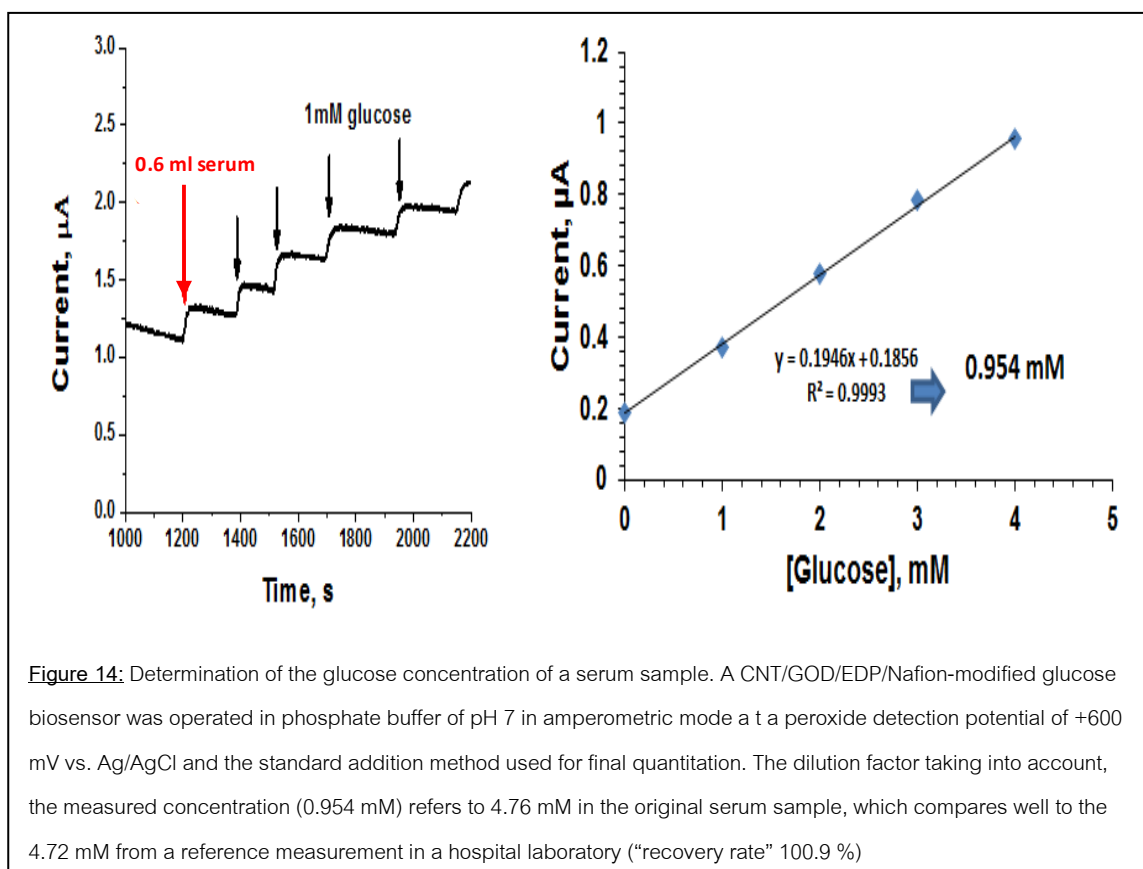 3.0
2.5
2.0
1.5
1.0
0.5
0.0
Current, µA
1mM glucose
0.6 ml serum
1000 1200 1400 1600 1800 2000 2200
Time, s
1.2
1
0.8
0.6
0.4
0.2
0
Current, µA
y = 0.1946x + 0.1856
R² = 0.9993
0.954 mM
0 1 2 3 4 5
[Glucose], mM
Figure 14: Determination of the glucose concentration of a serum sample. A CNT/GOD/EDP/Nafion-modified glucose
biosensor was operated in phosphate buffer of pH 7 in amperometric mode a t a peroxide detection potential of +600
mV vs. Ag/AgCl and the standard addition method used for final quantitation. The dilution factor taking into account,
the measured concentration (0.954 mM) refers to 4.76 mM in the original serum sample, which compares well to the
4.72 mM from a reference measurement in a hospital laboratory (“recovery rate” 100.9 %)